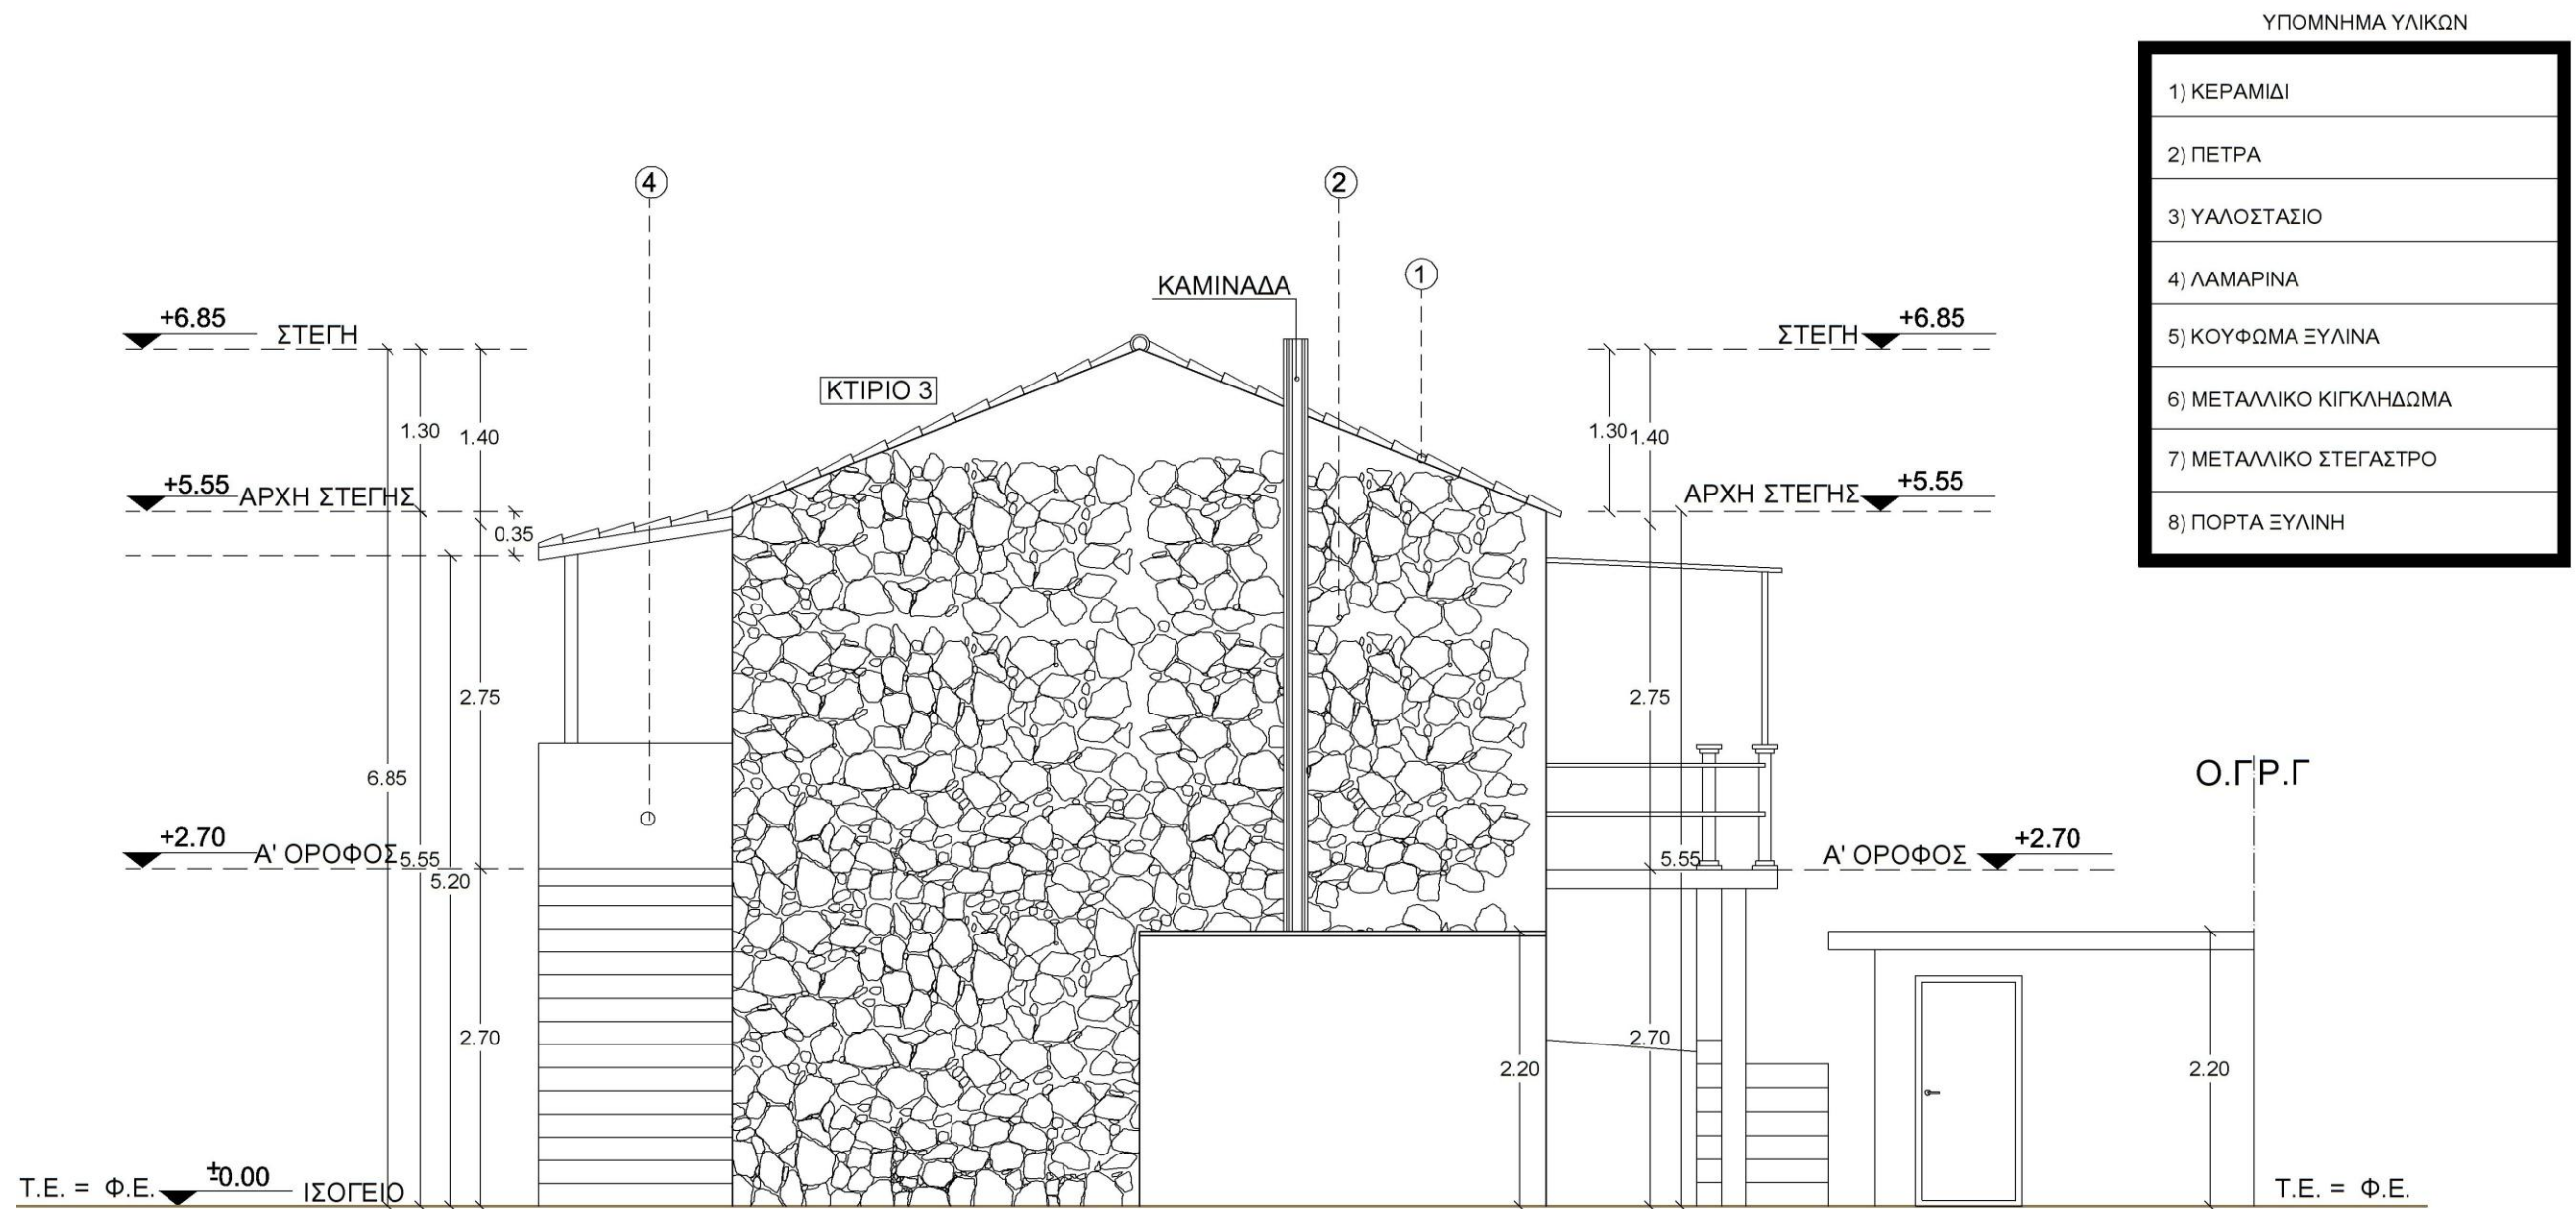 ΥΠΟΜΝΗΜΑ ΥΛΙΚΩΝ
1) ΚΕΡΑΜΙΔΙ
2) ΠΕΤΡΑ
3) ΥΑΛΟΣΤΑΣΙΟ
4) ΛΑΜΑΡΙΝΑ
5) ΚΟΥΦΩΜΑ ΞΥΛΙΝΑ
6) ΜΕΤΑΛΛΙΚΟ ΚΙΓΚΛΗΔΩΜΑ
7) ΜΕΤΑΛΛΙΚΟ ΣΤΕΓΑΣΤΡΟ
8) ΠΟΡΤΑ ΞΥΛΙΝΗ
4
2
1
ΚΑΜΙΝΑΔΑ
+6.85 ΣΤΕΓΗ
ΣΤΕΓΗ +6.85
ΚΤΙΡΙΟ 3
1.30 1.40
1.30 1.40
+5.55 ΑΡΧΗ ΣΤΕΓΗΣ
ΑΡΧΗ ΣΤΕΓΗΣ +5.55
0.35
2.75
2.75
6.85
Ο.ΓΡ.Γ
+2.70 Α' ΟΡΟΦΟΣ 5.55
5.20
5.55
Α' ΟΡΟΦΟΣ +2.70
2.70
2.70
2.20
2.20
Τ.Ε. = Φ.Ε. ±0.00 ΙΣΟΓΕΙΟ
Τ.Ε. = Φ.Ε.